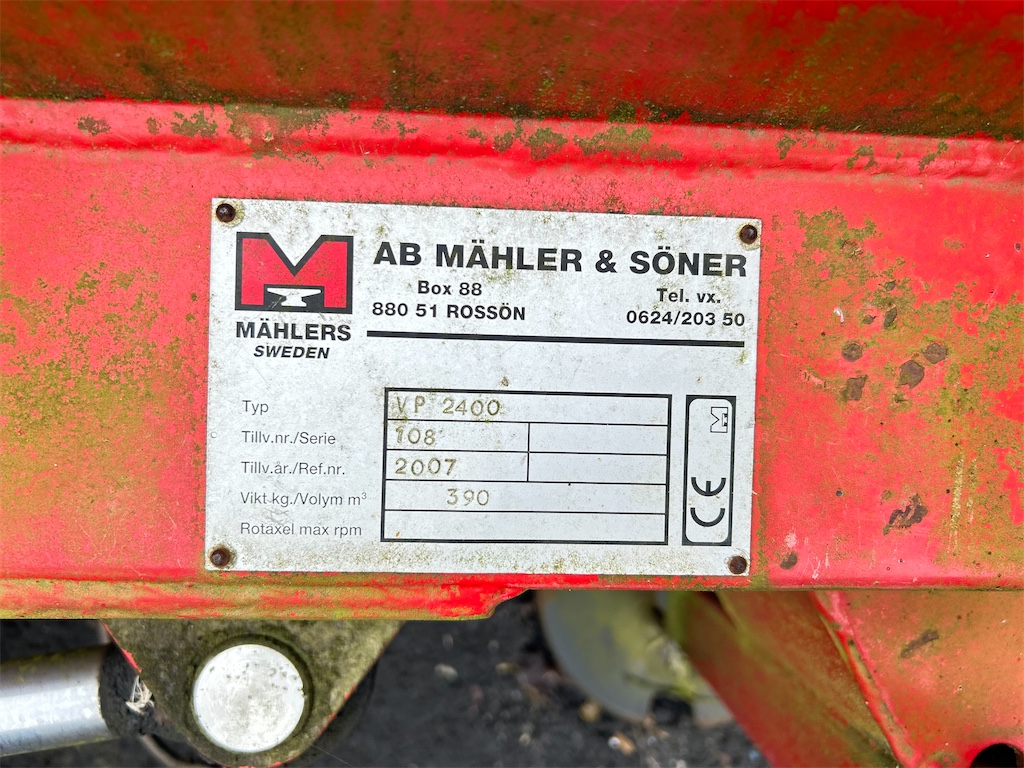 AB MÄHLER & SÖNER
Box 88
880 51 ROSSÖN
Tel. vx.
0624/203 50
M
MÄHLERS
SWEDEN
Typ VP 2400
Tillv.nr./Serie 108
Tillv.år./Ref.nr. 2007
Vikt kg./Volym m³ 390
Rotaxel max rpm
M
CE